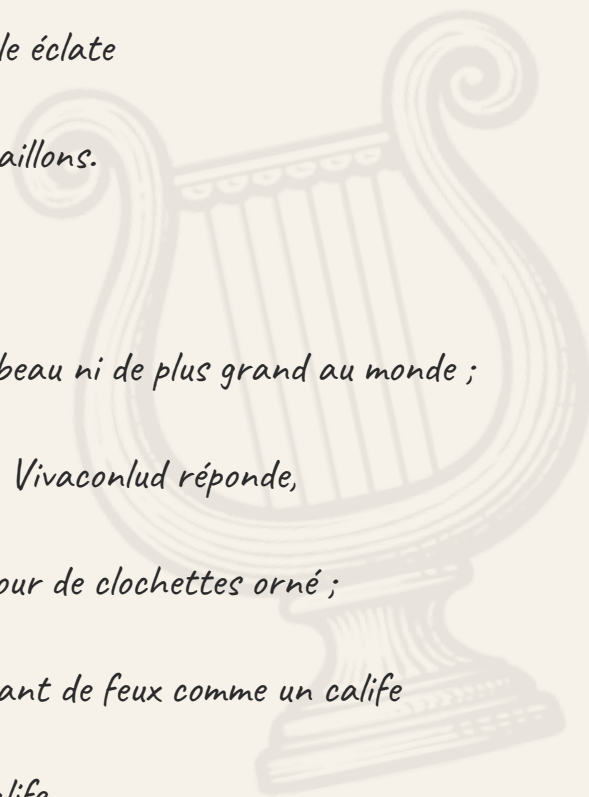 le éclate
aillons.
beau ni de plus grand au monde ;
Vivaconlud réponde,
our de clochettes orné ;
ant de feux comme un calife
alife